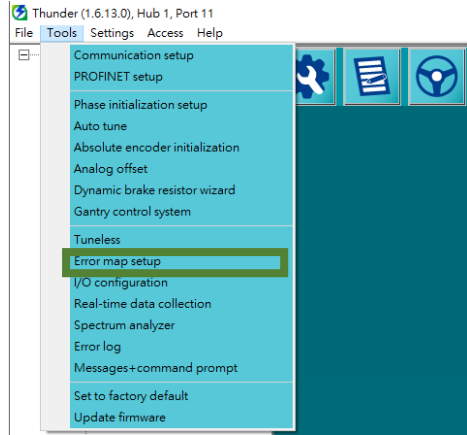 Thunder (1.6.13.0), Hub 1, Port 11
File Tools Settings Access Help
Communication setup
PROFINET setup
Phase initialization setup
Auto tune
Absolute encoder initialization
Analog offset
Dynamic brake resistor wizard
Gantry control system
Tuneless
Error map setup
I/O configuration
Real-time data collection
Spectrum analyzer
Error log
Messages+command prompt
Set to factory default
Update firmware